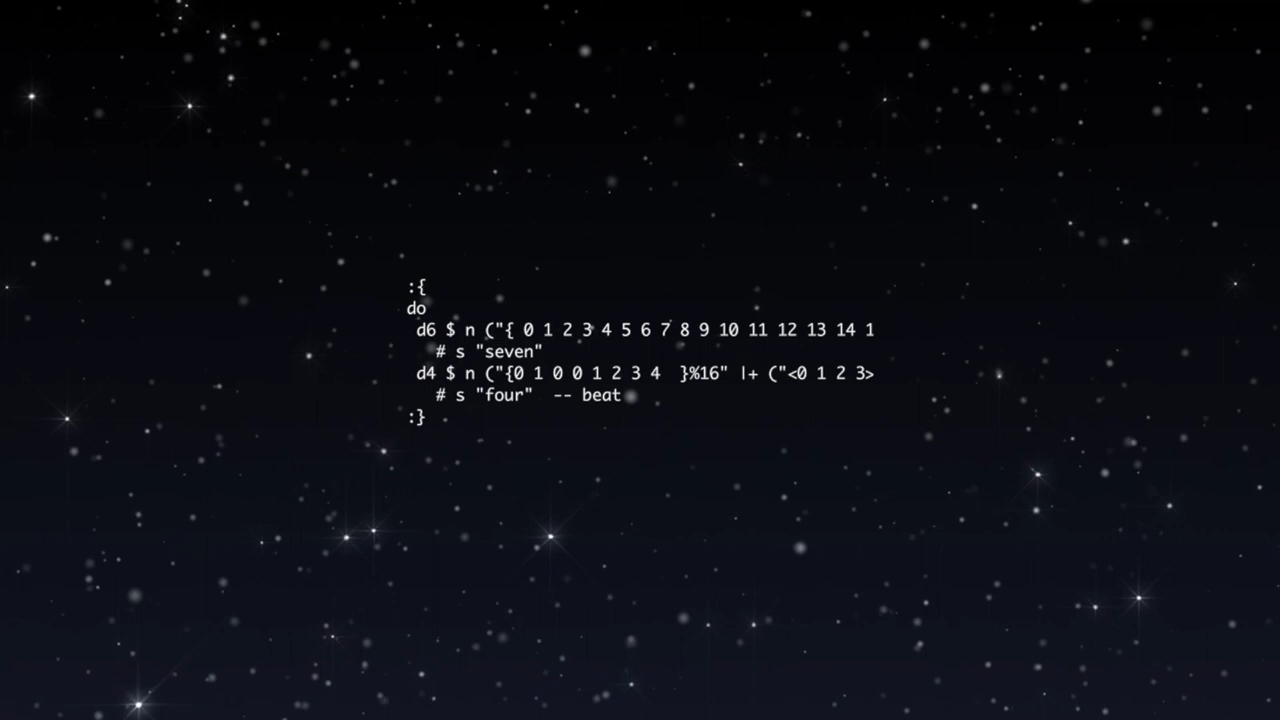 :{
do
 d6 $ n ("{ 0 1 2 3 4 5 6 7 8 9 10 11 12 13 14 1
   # s "seven"
 d4 $ n ("{0 1 0 0 1 2 3 4  }%16" |+ ("<0 1 2 3>
   # s "four"  -- beat
:}